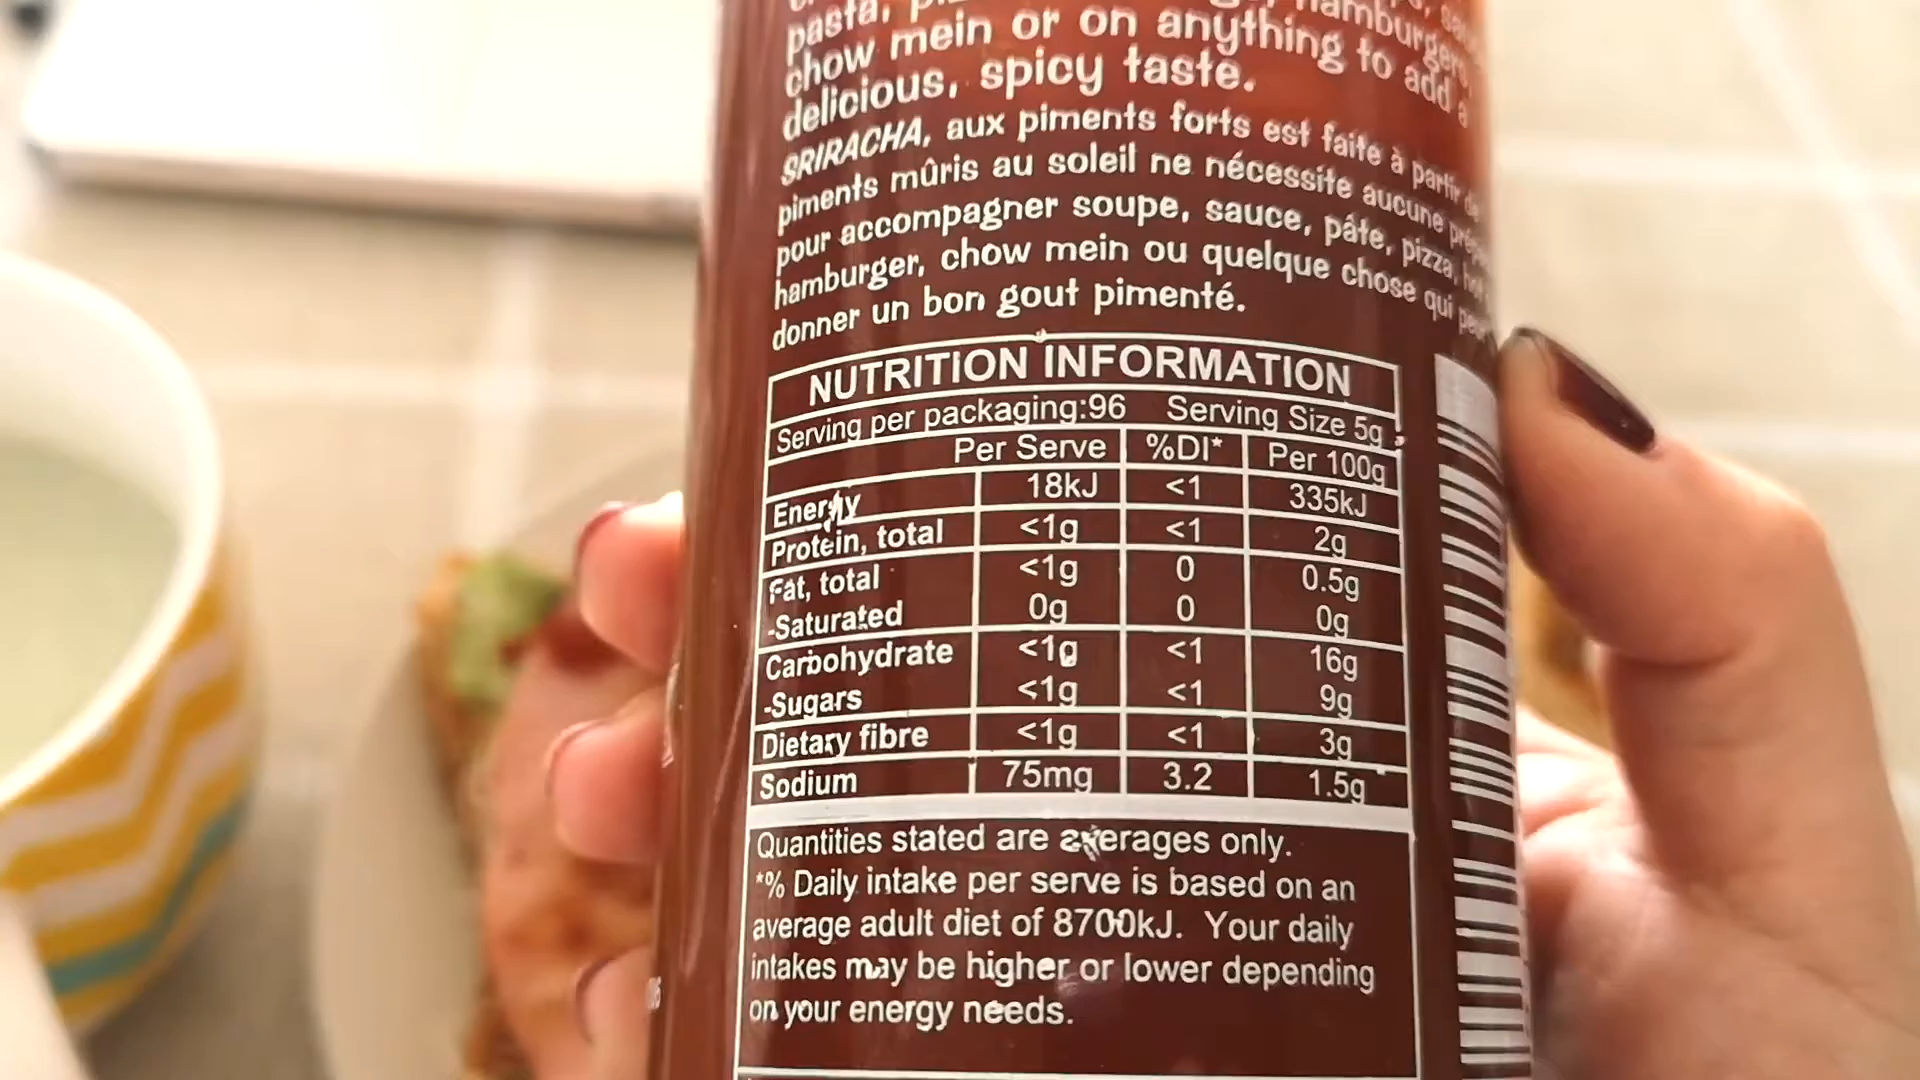 pasta,
hamburgers,
chow mein or on anything to add a
delicious, spicy taste.
SRIRACHA, aux piments forts est faite à partir de
piments mûris au soleil ne nécessite aucune
pour accompagner soupe, sauce, pâte, pizza,
hamburger, chow mein ou quelque chose qui
donner un bon gout pimenté.
NUTRITION INFORMATION
Serving per packaging:96 Serving Size 5g
Per Serve %DI* Per 100g
Energy 18kJ <1 335kJ
Protein, total <1g <1 2g
Fat, total <1g 0 0.5g
-Saturated 0g 0 0g
Carbohydrate <1g <1 16g
-Sugars <1g <1 9g
Dietary fibre <1g <1 3g
Sodium 75mg 3.2 1.5g
Quantities stated are averages only.
*% Daily intake per serve is based on an
average adult diet of 8700kJ. Your daily
intakes may be higher or lower depending
on your energy needs.